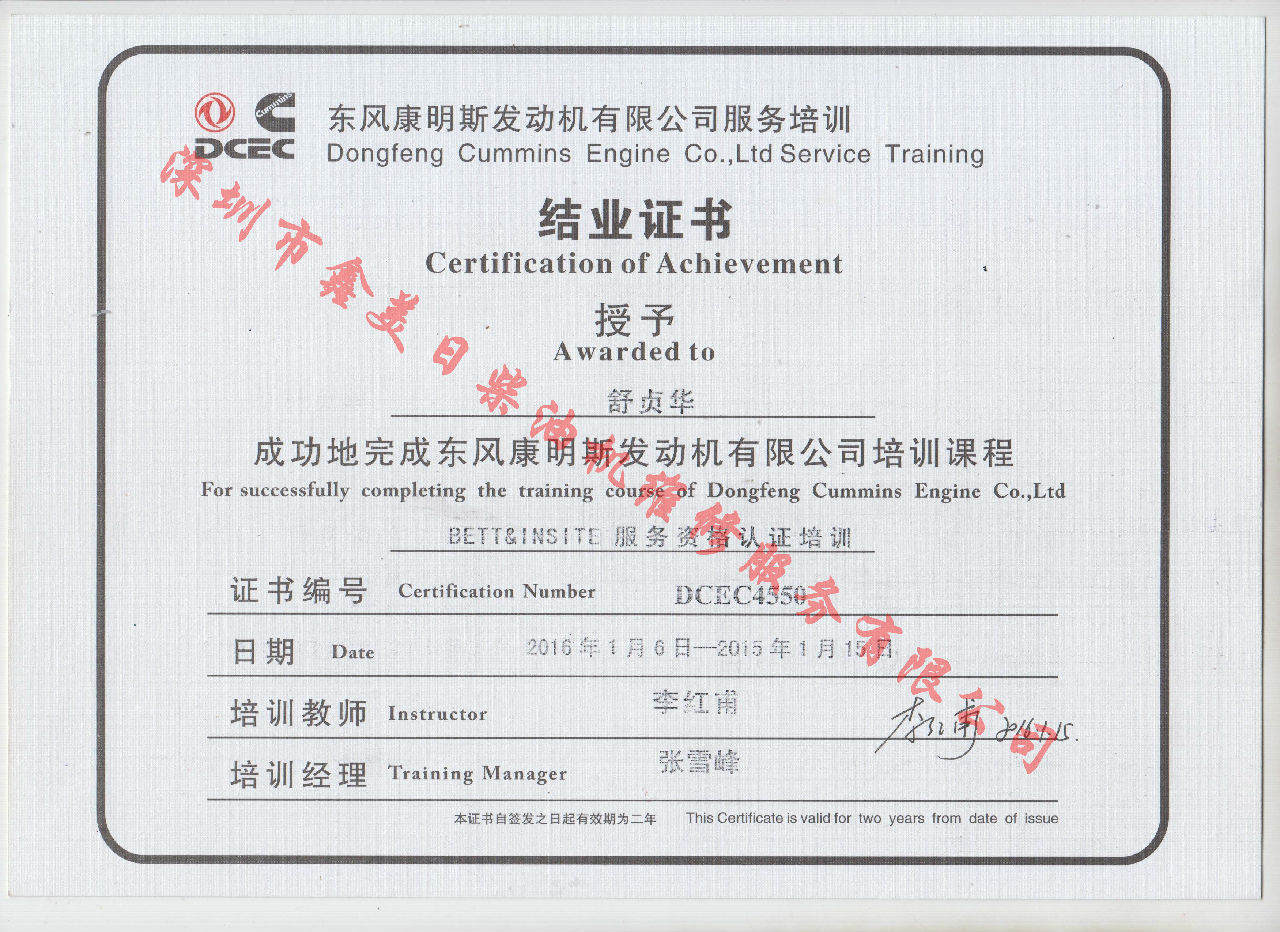 Cummins
DCEC
东风康明斯发动机有限公司服务培训
Dongfeng Cummins Engine Co.,Ltd Service Training
结业证书
Certification of Achievement
授予
Awarded to
舒贞华
成功地完成东风康明斯发动机有限公司培训课程
For successfully completing the training course of Dongfeng Cummins Engine Co.,Ltd
BETT&INSITE 服务资格认证培训
证书编号 Certification Number DCEC4550
日期 Date 2016年1月6日—2015年1月15日
培训教师 Instructor 李红甫
李红甫 2016.1.15.
培训经理 Training Manager 张雪峰
本证书自签发之日起有效期为二年 This Certificate is valid for two years from date of issue
深圳市鑫美日柴油机维修服务有限公司